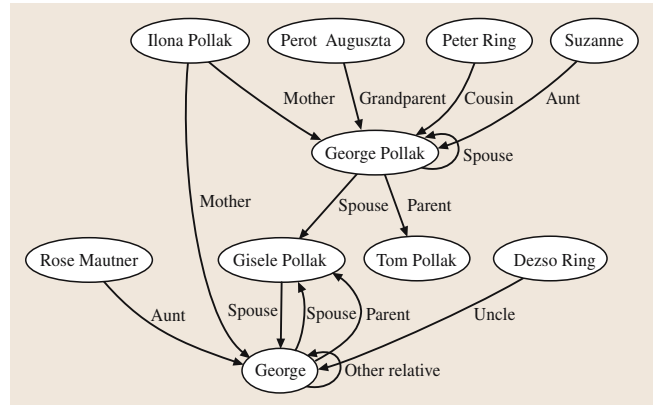 Ilona Pollak
Perot Auguszta
Peter Ring
Suzanne
Mother
Grandparent
Cousin
Aunt
George Pollak
Spouse
Mother
Spouse
Parent
Rose Mautner
Gisele Pollak
Tom Pollak
Dezso Ring
Aunt
Spouse
Spouse
Parent
Uncle
George
Other relative